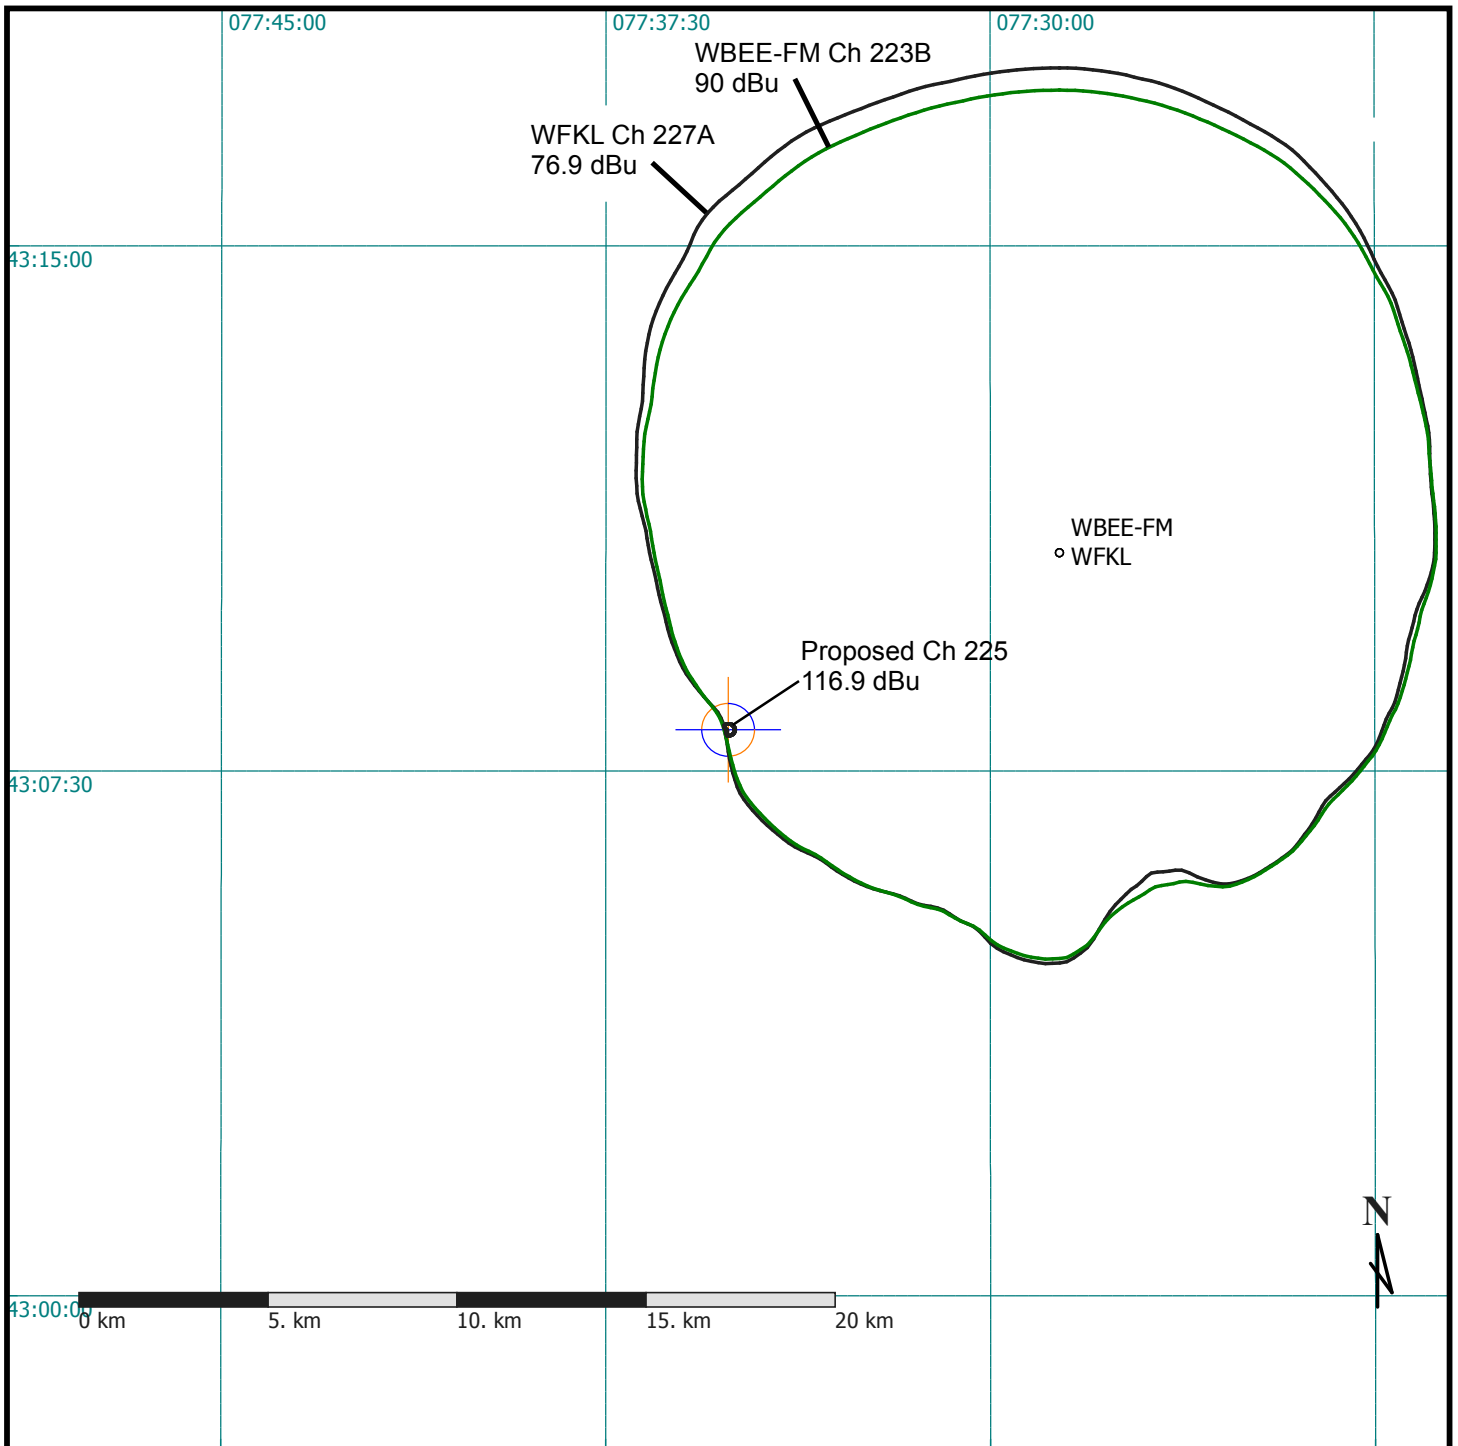 077:45:00
077:37:30
077:30:00
WBEE-FM Ch 223B
90 dBu
WFKL Ch 227A
76.9 dBu
43:15:00
WBEE-FM
WFKL
Proposed Ch 225
116.9 dBu
43:07:30
N
43:00:00
0 km
5. km
10. km
15. km
20 km